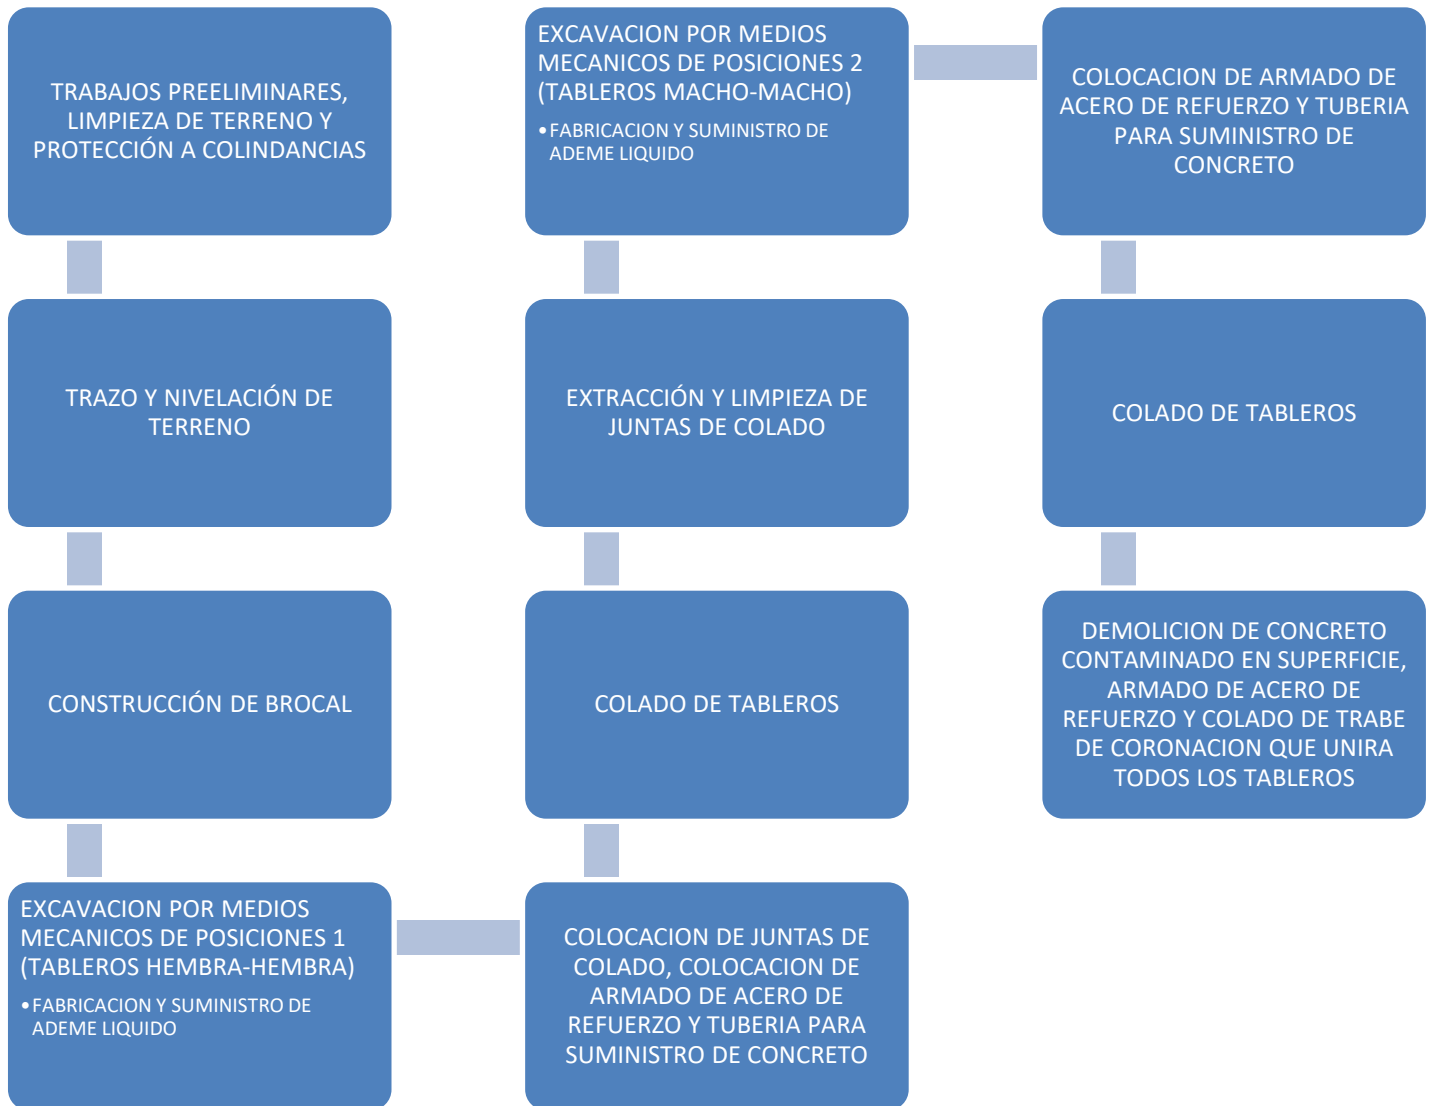 TRABAJOS PREELIMINARES,
LIMPIEZA DE TERRENO Y
PROTECCIÓN A COLINDANCIAS
TRAZO Y NIVELACIÓN DE
TERRENO
CONSTRUCCIÓN DE BROCAL
EXCAVACION POR MEDIOS
MECANICOS DE POSICIONES 1
(TABLEROS HEMBRA-HEMBRA)
•FABRICACION Y SUMINISTRO DE
ADEME LIQUIDO
COLOCACION DE JUNTAS DE
COLADO, COLOCACION DE
ARMADO DE ACERO DE
REFUERZO Y TUBERIA PARA
SUMINISTRO DE CONCRETO
COLADO DE TABLEROS
EXTRACCIÓN Y LIMPIEZA DE
JUNTAS DE COLADO
EXCAVACION POR MEDIOS
MECANICOS DE POSICIONES 2
(TABLEROS MACHO-MACHO)
•FABRICACION Y SUMINISTRO DE
ADEME LIQUIDO
COLOCACION DE ARMADO DE
ACERO DE REFUERZO Y TUBERIA
PARA SUMINISTRO DE
CONCRETO
COLADO DE TABLEROS
DEMOLICION DE CONCRETO
CONTAMINADO EN SUPERFICIE,
ARMADO DE ACERO DE
REFUERZO Y COLADO DE TRABE
DE CORONACION QUE UNIRA
TODOS LOS TABLEROS